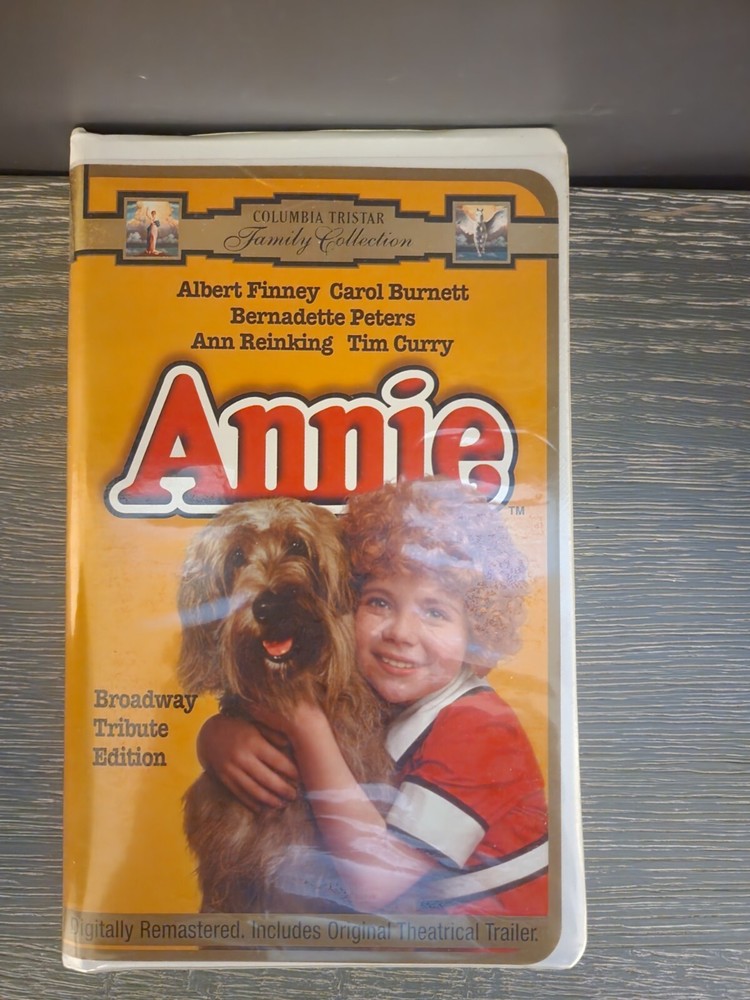 COLUMBIA TRISTAR
Family Collection
Albert Finney Carol Burnett
Bernadette Peters
Ann Reinking Tim Curry
Annie
TM
Broadway
Tribute
Edition
Digitally Remastered. Includes Original Theatrical Trailer.